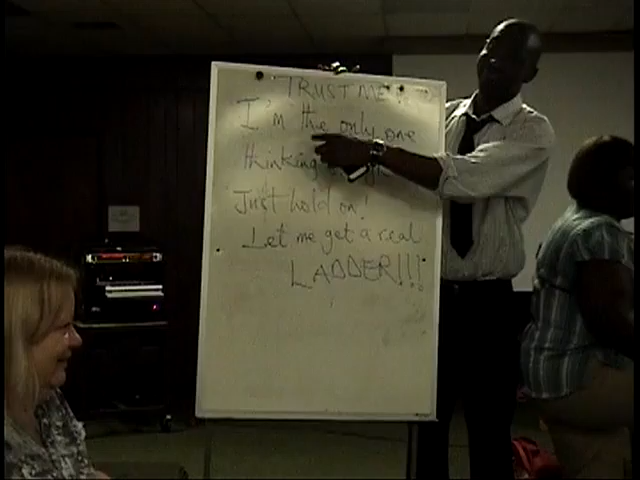 TRUST ME
I'm the only one
thinking
Just hold on!
Let me get a real
LADDER!!!